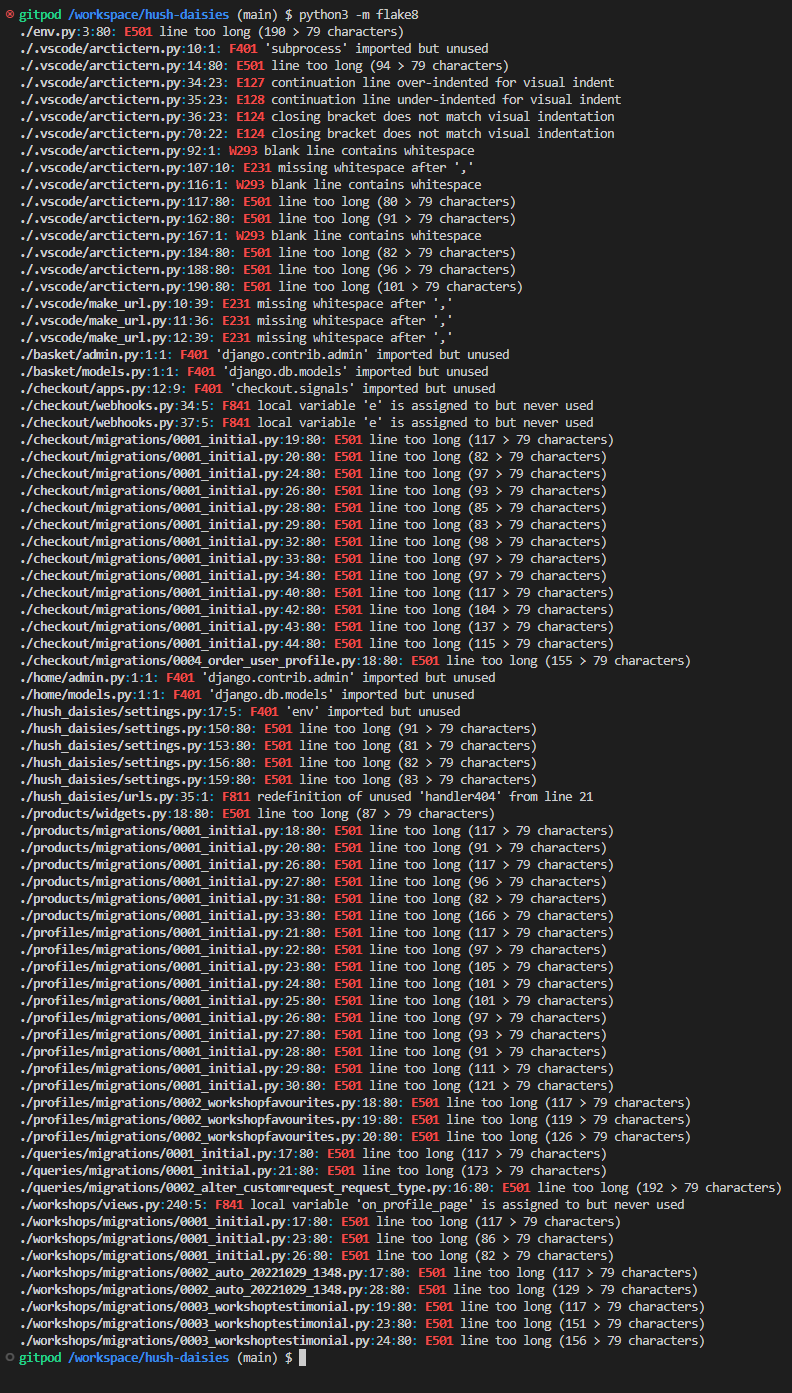 gitpod /workspace/hush-daisies (main) $ python3 -m flake8
./env.py:3:80: E501 line too long (190 > 79 characters)
./.vscode/arctictern.py:10:1: F401 'subprocess' imported but unused
./.vscode/arctictern.py:14:80: E501 line too long (94 > 79 characters)
./.vscode/arctictern.py:34:23: E127 continuation line over-indented for visual indent
./.vscode/arctictern.py:35:23: E128 continuation line under-indented for visual indent
./.vscode/arctictern.py:36:23: E124 closing bracket does not match visual indentation
./.vscode/arctictern.py:70:22: E124 closing bracket does not match visual indentation
./.vscode/arctictern.py:92:1: W293 blank line contains whitespace
./.vscode/arctictern.py:107:10: E231 missing whitespace after ','
./.vscode/arctictern.py:116:1: W293 blank line contains whitespace
./.vscode/arctictern.py:117:80: E501 line too long (80 > 79 characters)
./.vscode/arctictern.py:162:80: E501 line too long (91 > 79 characters)
./.vscode/arctictern.py:167:1: W293 blank line contains whitespace
./.vscode/arctictern.py:184:80: E501 line too long (82 > 79 characters)
./.vscode/arctictern.py:188:80: E501 line too long (96 > 79 characters)
./.vscode/arctictern.py:190:80: E501 line too long (101 > 79 characters)
./.vscode/make_url.py:10:39: E231 missing whitespace after ','
./.vscode/make_url.py:11:36: E231 missing whitespace after ','
./.vscode/make_url.py:12:39: E231 missing whitespace after ','
./basket/admin.py:1:1: F401 'django.contrib.admin' imported but unused
./basket/models.py:1:1: F401 'django.db.models' imported but unused
./checkout/apps.py:12:9: F401 'checkout.signals' imported but unused
./checkout/webhooks.py:34:5: F841 local variable 'e' is assigned to but never used
./checkout/webhooks.py:37:5: F841 local variable 'e' is assigned to but never used
./checkout/migrations/0001_initial.py:19:80: E501 line too long (117 > 79 characters)
./checkout/migrations/0001_initial.py:20:80: E501 line too long (82 > 79 characters)
./checkout/migrations/0001_initial.py:24:80: E501 line too long (97 > 79 characters)
./checkout/migrations/0001_initial.py:26:80: E501 line too long (93 > 79 characters)
./checkout/migrations/0001_initial.py:28:80: E501 line too long (85 > 79 characters)
./checkout/migrations/0001_initial.py:29:80: E501 line too long (83 > 79 characters)
./checkout/migrations/0001_initial.py:32:80: E501 line too long (98 > 79 characters)
./checkout/migrations/0001_initial.py:33:80: E501 line too long (97 > 79 characters)
./checkout/migrations/0001_initial.py:34:80: E501 line too long (97 > 79 characters)
./checkout/migrations/0001_initial.py:40:80: E501 line too long (117 > 79 characters)
./checkout/migrations/0001_initial.py:42:80: E501 line too long (104 > 79 characters)
./checkout/migrations/0001_initial.py:43:80: E501 line too long (137 > 79 characters)
./checkout/migrations/0001_initial.py:44:80: E501 line too long (115 > 79 characters)
./checkout/migrations/0004_order_user_profile.py:18:80: E501 line too long (155 > 79 characters)
./home/admin.py:1:1: F401 'django.contrib.admin' imported but unused
./home/models.py:1:1: F401 'django.db.models' imported but unused
./hush_daisies/settings.py:17:5: F401 'env' imported but unused
./hush_daisies/settings.py:150:80: E501 line too long (91 > 79 characters)
./hush_daisies/settings.py:153:80: E501 line too long (81 > 79 characters)
./hush_daisies/settings.py:156:80: E501 line too long (82 > 79 characters)
./hush_daisies/settings.py:159:80: E501 line too long (83 > 79 characters)
./hush_daisies/urls.py:35:1: F811 redefinition of unused 'handler404' from line 21
./products/widgets.py:18:80: E501 line too long (87 > 79 characters)
./products/migrations/0001_initial.py:18:80: E501 line too long (117 > 79 characters)
./products/migrations/0001_initial.py:20:80: E501 line too long (91 > 79 characters)
./products/migrations/0001_initial.py:26:80: E501 line too long (117 > 79 characters)
./products/migrations/0001_initial.py:27:80: E501 line too long (96 > 79 characters)
./products/migrations/0001_initial.py:31:80: E501 line too long (82 > 79 characters)
./products/migrations/0001_initial.py:33:80: E501 line too long (166 > 79 characters)
./profiles/migrations/0001_initial.py:21:80: E501 line too long (117 > 79 characters)
./profiles/migrations/0001_initial.py:22:80: E501 line too long (97 > 79 characters)
./profiles/migrations/0001_initial.py:23:80: E501 line too long (105 > 79 characters)
./profiles/migrations/0001_initial.py:24:80: E501 line too long (101 > 79 characters)
./profiles/migrations/0001_initial.py:25:80: E501 line too long (101 > 79 characters)
./profiles/migrations/0001_initial.py:26:80: E501 line too long (97 > 79 characters)
./profiles/migrations/0001_initial.py:27:80: E501 line too long (93 > 79 characters)
./profiles/migrations/0001_initial.py:28:80: E501 line too long (91 > 79 characters)
./profiles/migrations/0001_initial.py:29:80: E501 line too long (111 > 79 characters)
./profiles/migrations/0001_initial.py:30:80: E501 line too long (121 > 79 characters)
./profiles/migrations/0002_workshopfavourites.py:18:80: E501 line too long (117 > 79 characters)
./profiles/migrations/0002_workshopfavourites.py:19:80: E501 line too long (119 > 79 characters)
./profiles/migrations/0002_workshopfavourites.py:20:80: E501 line too long (126 > 79 characters)
./queries/migrations/0001_initial.py:17:80: E501 line too long (117 > 79 characters)
./queries/migrations/0001_initial.py:21:80: E501 line too long (173 > 79 characters)
./queries/migrations/0002_alter_customrequest_request_type.py:16:80: E501 line too long (192 > 79 characters)
./workshops/views.py:240:5: F841 local variable 'on_profile_page' is assigned to but never used
./workshops/migrations/0001_initial.py:17:80: E501 line too long (117 > 79 characters)
./workshops/migrations/0001_initial.py:23:80: E501 line too long (86 > 79 characters)
./workshops/migrations/0001_initial.py:26:80: E501 line too long (82 > 79 characters)
./workshops/migrations/0002_auto_20221029_1348.py:17:80: E501 line too long (117 > 79 characters)
./workshops/migrations/0002_auto_20221029_1348.py:28:80: E501 line too long (129 > 79 characters)
./workshops/migrations/0003_workshoptestimonial.py:19:80: E501 line too long (117 > 79 characters)
./workshops/migrations/0003_workshoptestimonial.py:23:80: E501 line too long (151 > 79 characters)
./workshops/migrations/0003_workshoptestimonial.py:24:80: E501 line too long (156 > 79 characters)
gitpod /workspace/hush-daisies (main) $